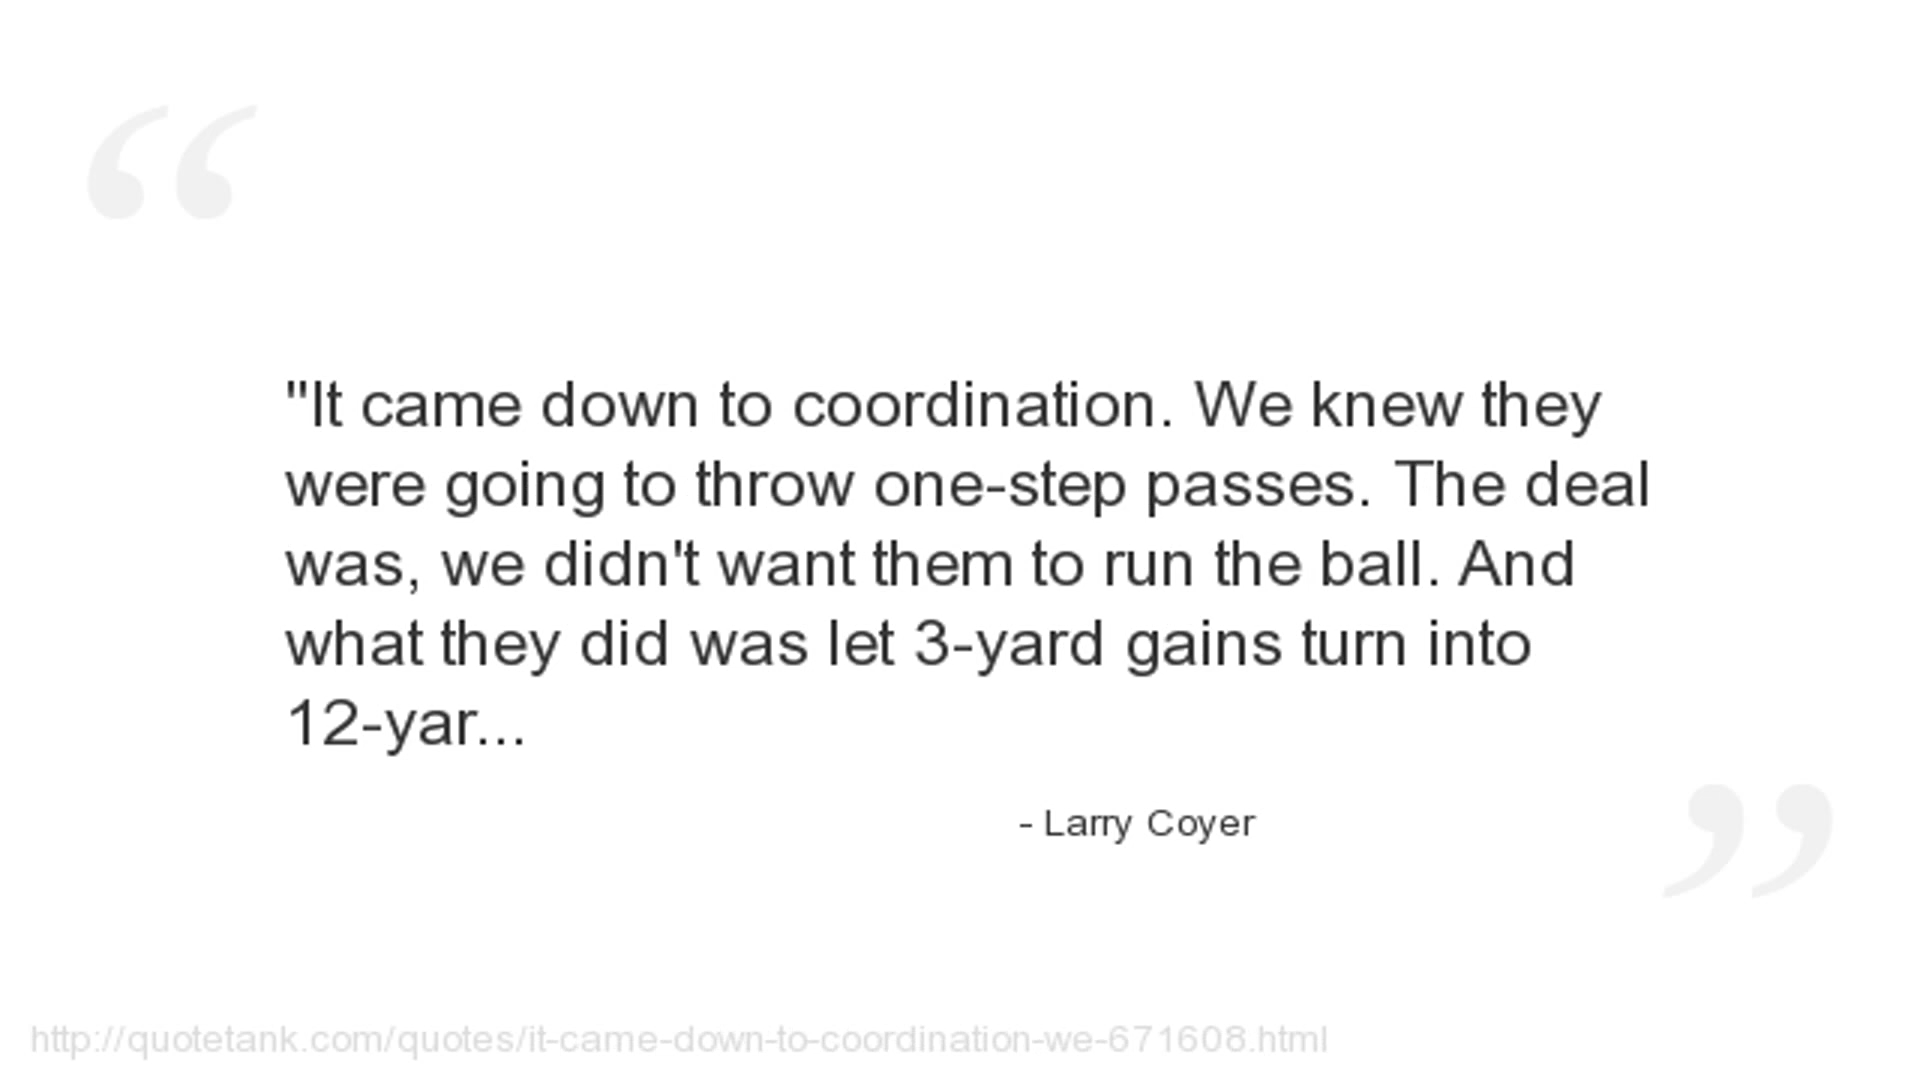 "It came down to coordination. We knew they
were going to throw one-step passes. The deal
was, we didn't want them to run the ball. And
what they did was let 3-yard gains turn into
12-yar...
- Larry Coyer
http://quotetank.com/quotes/it-came-down-to-coordination-we-671608.html